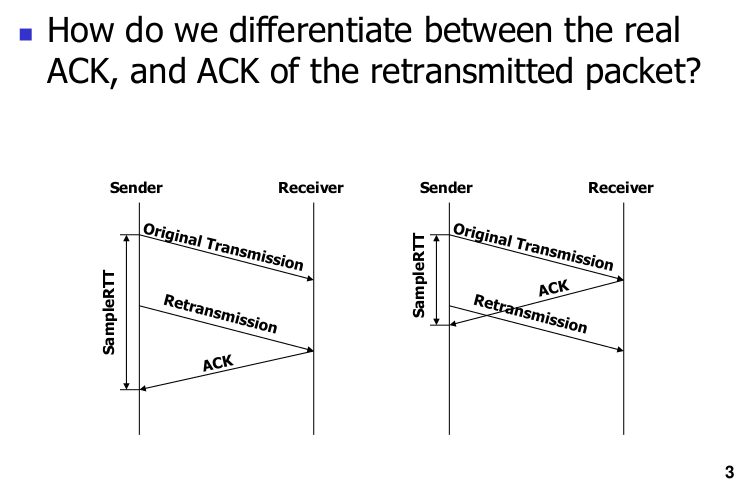 How do we differentiate between the real
ACK, and ACK of the retransmitted packet?
Sender
Receiver
Sender
Receiver
Original Transmission
SampleRTT
Retransmission
ACK
Original Transmission
SampleRTT
ACK
Retransmission
3